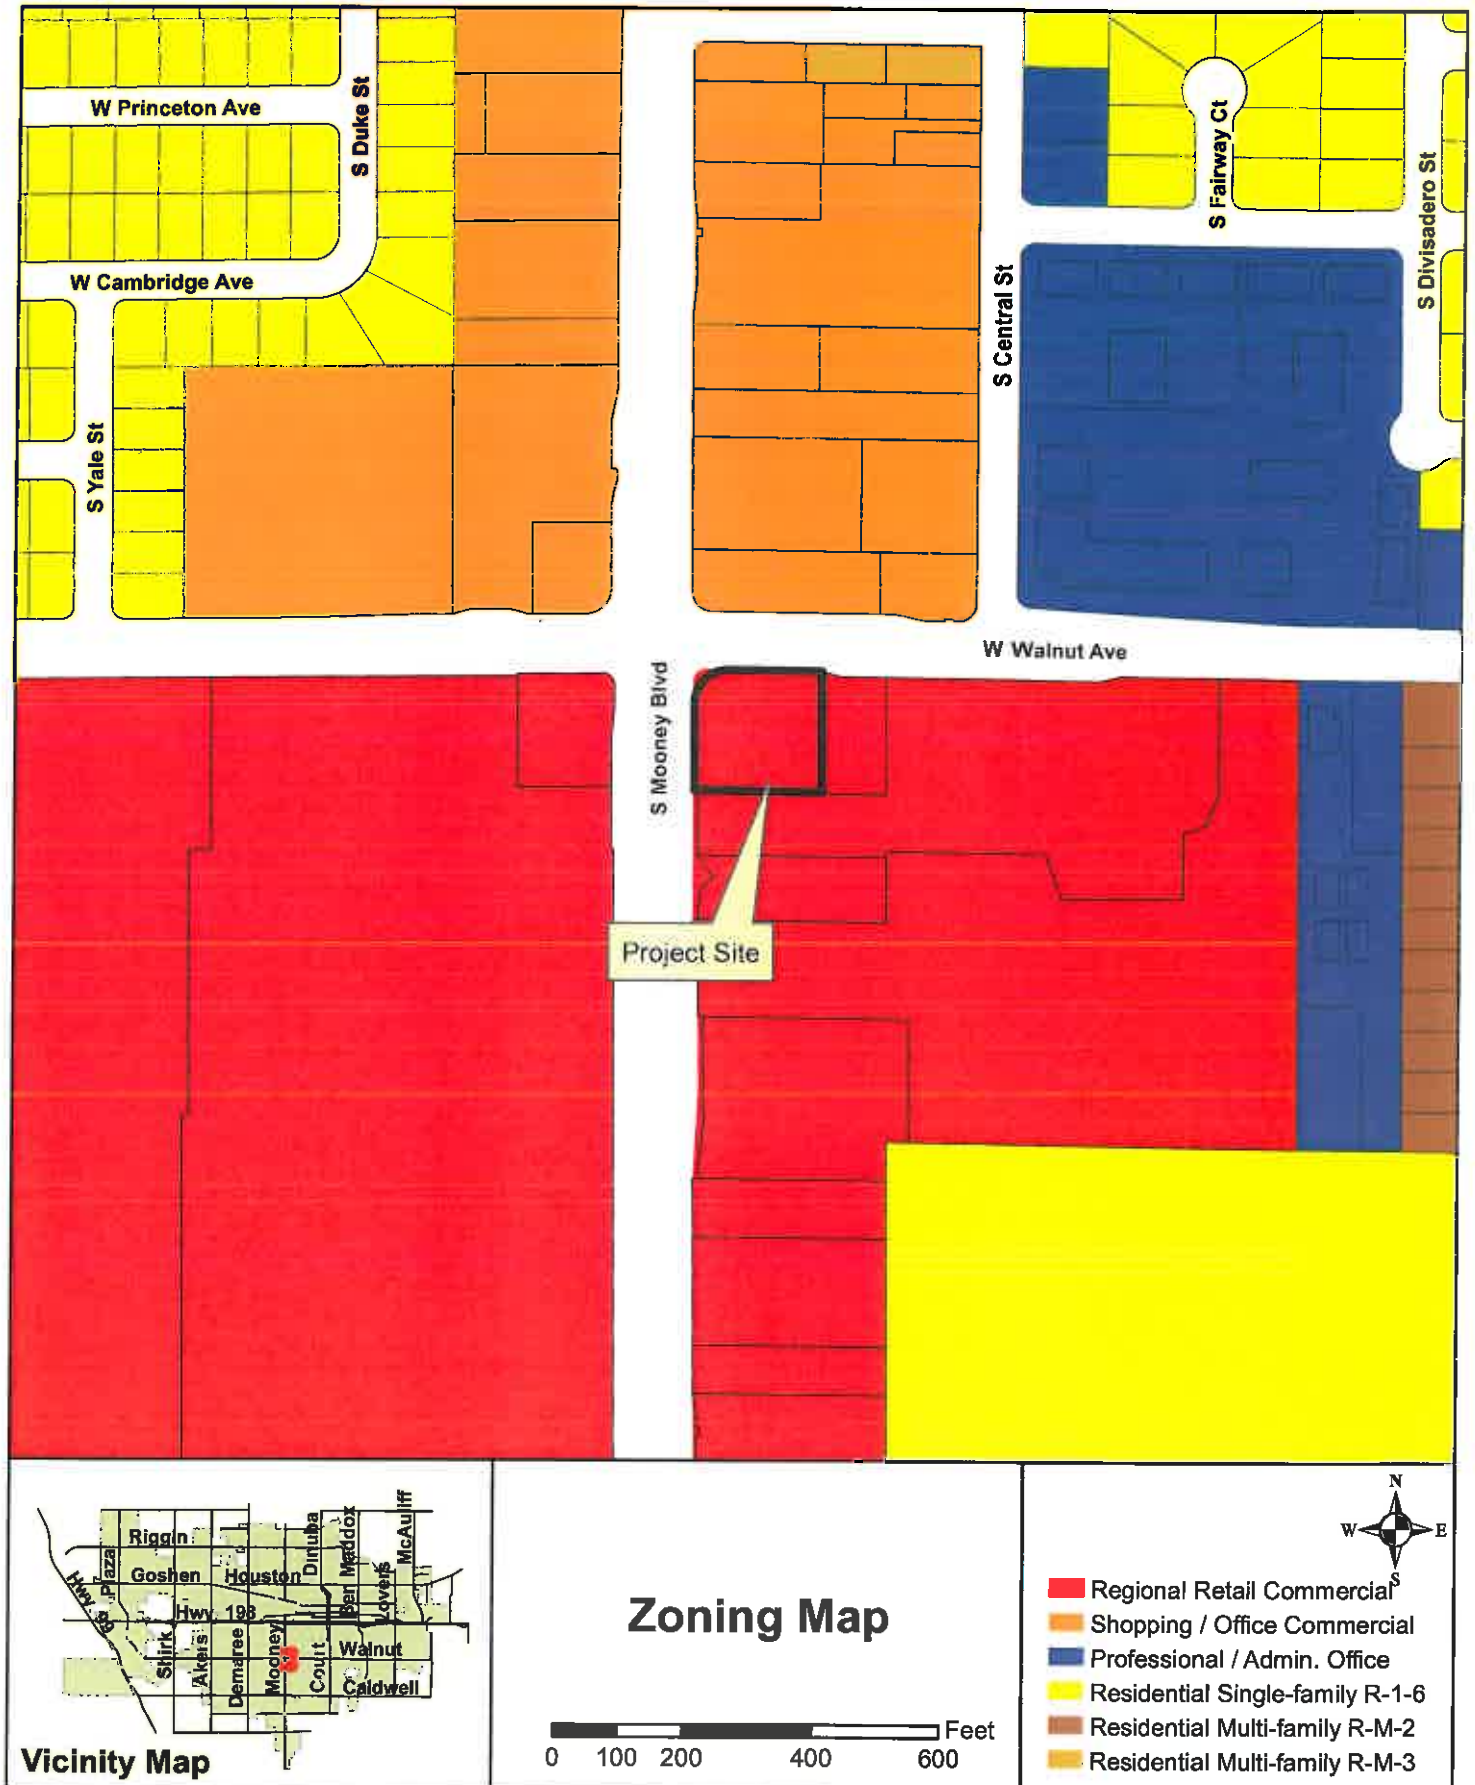 W Princeton Ave
S Duke St
S Fairway Ct
S Divisadero St
W Cambridge Ave
S Central St
S Yale St
W Walnut Ave
S Mooney Blvd
Project Site
Riggin
Plaza
Goshen
Houston
Dinuba
Ben Maddox
McAuliff
Lovers
Hwy 99
Hwy 198
Shirk
Akers
Demaree
Mooney
Court
Walnut
Caldwell
Vicinity Map
Zoning Map
Feet
0 100 200 400 600
N
W E
S
Regional Retail Commercial
Shopping / Office Commercial
Professional / Admin. Office
Residential Single-family R-1-6
Residential Multi-family R-M-2
Residential Multi-family R-M-3